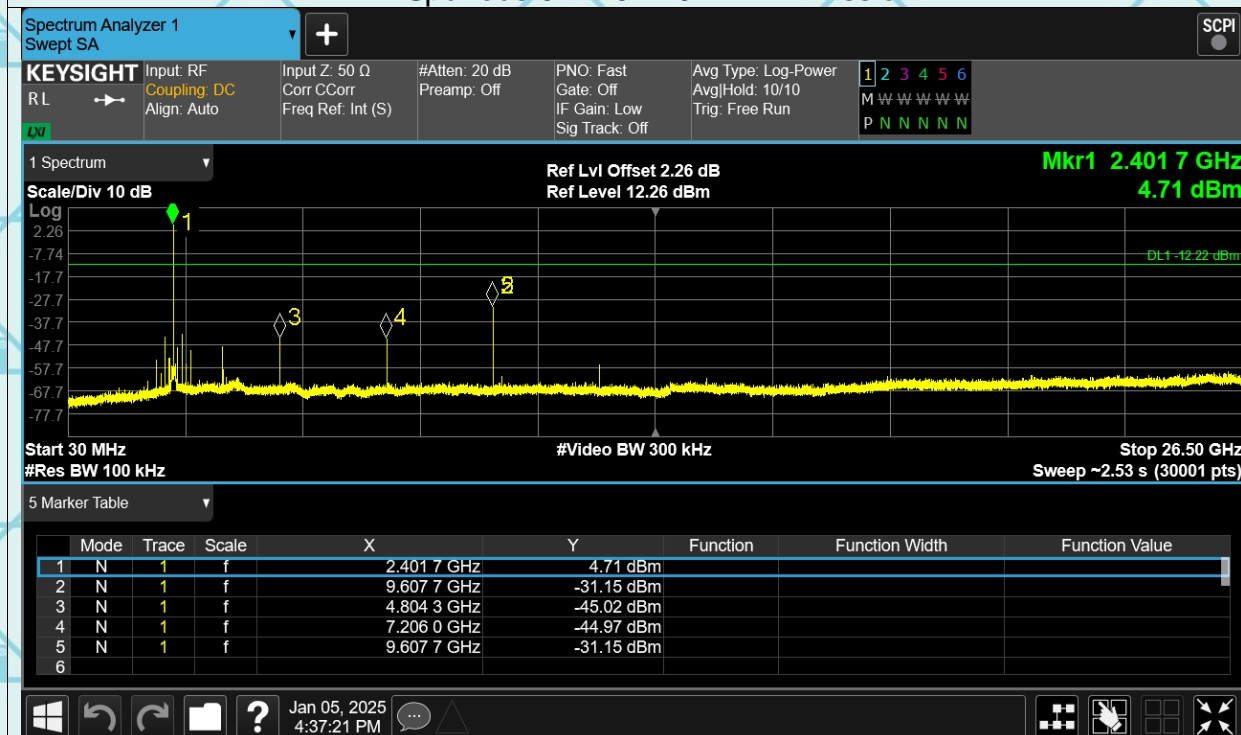 Spectrum Analyzer 1
Swept SA
+
SCPI
KEYSIGHT
RL
LXI
Input: RF
Coupling: DC
Align: Auto
Input Z: 50 Ω
Corr CCorr
Freq Ref: Int (S)
#Atten: 20 dB
Preamp: Off
PNO: Fast
Gate: Off
IF Gain: Low
Sig Track: Off
Avg Type: Log-Power
Avg|Hold: 10/10
Trig: Free Run
1 2 3 4 5 6
M W W W W W
P N N N N N
1 Spectrum
Scale/Div 10 dB
Ref Lvl Offset 2.26 dB
Ref Level 12.26 dBm
Mkr1 2.401 7 GHz
4.71 dBm
Log
2.26
-7.74
-17.7
-27.7
-37.7
-47.7
-57.7
-67.7
-77.7
1
3
4
DL1 -12.22 dBm
Start 30 MHz
#Res BW 100 kHz
#Video BW 300 kHz
Stop 26.50 GHz
Sweep ~2.53 s (30001 pts)
5 Marker Table
Mode Trace Scale X Y Function Function Width Function Value
1 N 1 f 2.401 7 GHz 4.71 dBm
2 N 1 f 9.607 7 GHz -31.15 dBm
3 N 1 f 4.804 3 GHz -45.02 dBm
4 N 1 f 7.206 0 GHz -44.97 dBm
5 N 1 f 9.607 7 GHz -31.15 dBm
6
?
Jan 05, 2025
4:37:21 PM